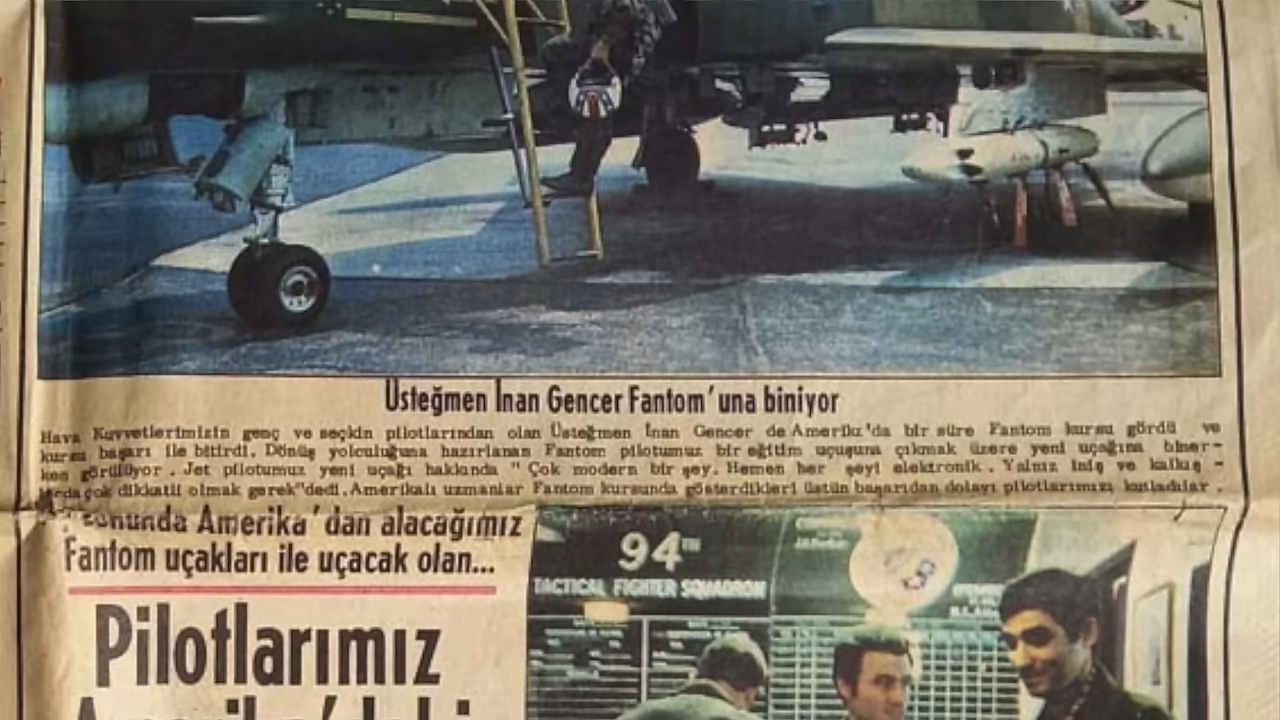 Üsteğmen İnan Gencer Fantom'una biniyor
Hava Kuvvetlerimizin genç ve seçkin pilotlarından olan Üsteğmen İnan Gencer de Amerika'da bir süre Fantom kursu gördü ve
kursu başarı ile bitirdi. Dönüş yolculuğuna hazırlanan Fantom pilotumuz bir eğitim uçuşuna çıkmak üzere yeni uçağına biner-
ken görülüyor. Jet pilotumuz yeni uçağı hakkında "Çok modern bir şey. Hemen her şeyi elektronik. Yalnız iniş ve kalkış-
larda çok dikkatli olmak gerek" dedi. Amerikalı uzmanlar Fantom kursunda gösterdikleri üstün başarıdan dolayı pilotlarımızı kutladılar.
sonunda Amerika'dan alacağımız
Fantom uçakları ile uçacak olan...
Pilotlarımız
Amerika'daki
94TH
TACTICAL FIGHTER SQUADRON